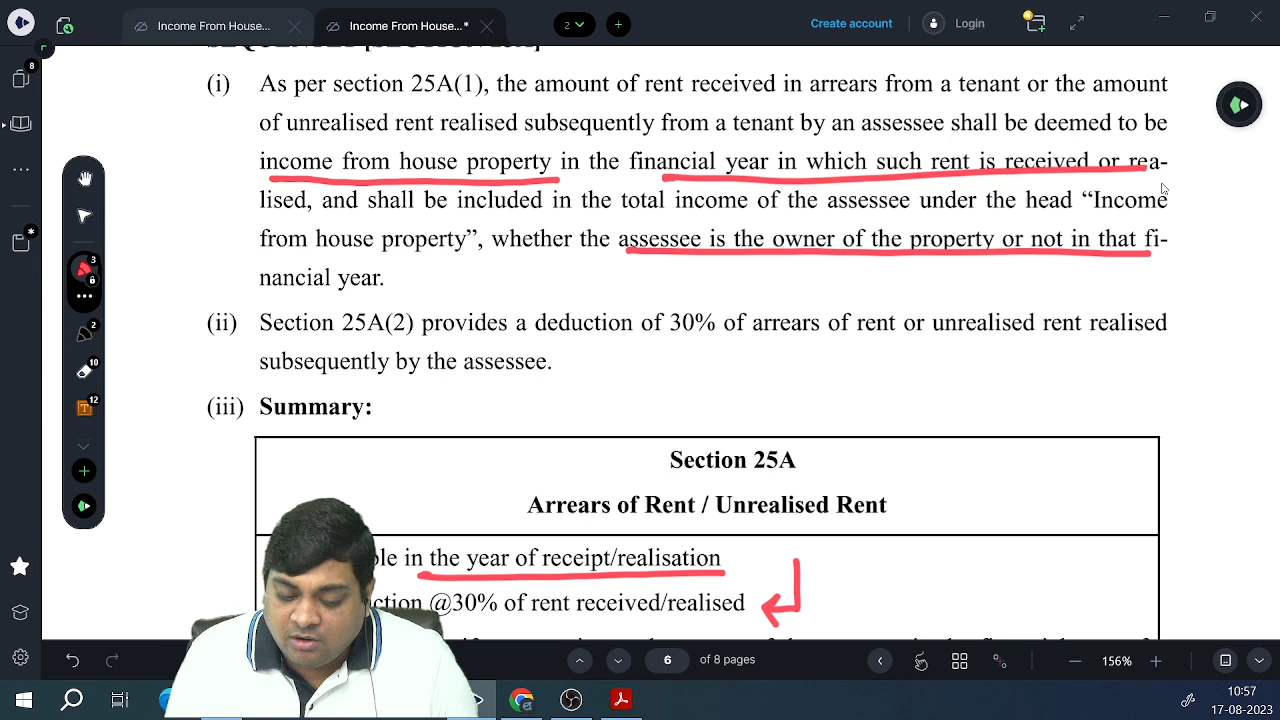 Income From House...
Income From House...*
2
Create account
Login
(i) As per section 25A(1), the amount of rent received in arrears from a tenant or the amount
of unrealised rent realised subsequently from a tenant by an assessee shall be deemed to be
income from house property in the financial year in which such rent is received or rea-
lised, and shall be included in the total income of the assessee under the head “Income
from house property”, whether the assessee is the owner of the property or not in that fi-
nancial year.
(ii) Section 25A(2) provides a deduction of 30% of arrears of rent or unrealised rent realised
subsequently by the assessee.
(iii) Summary:
Section 25A
Arrears of Rent / Unrealised Rent
in the year of receipt/realisation
@30% of rent received/realised
8
3
2
10
T 12
6 of 8 pages
156%
10:57
17-08-2023